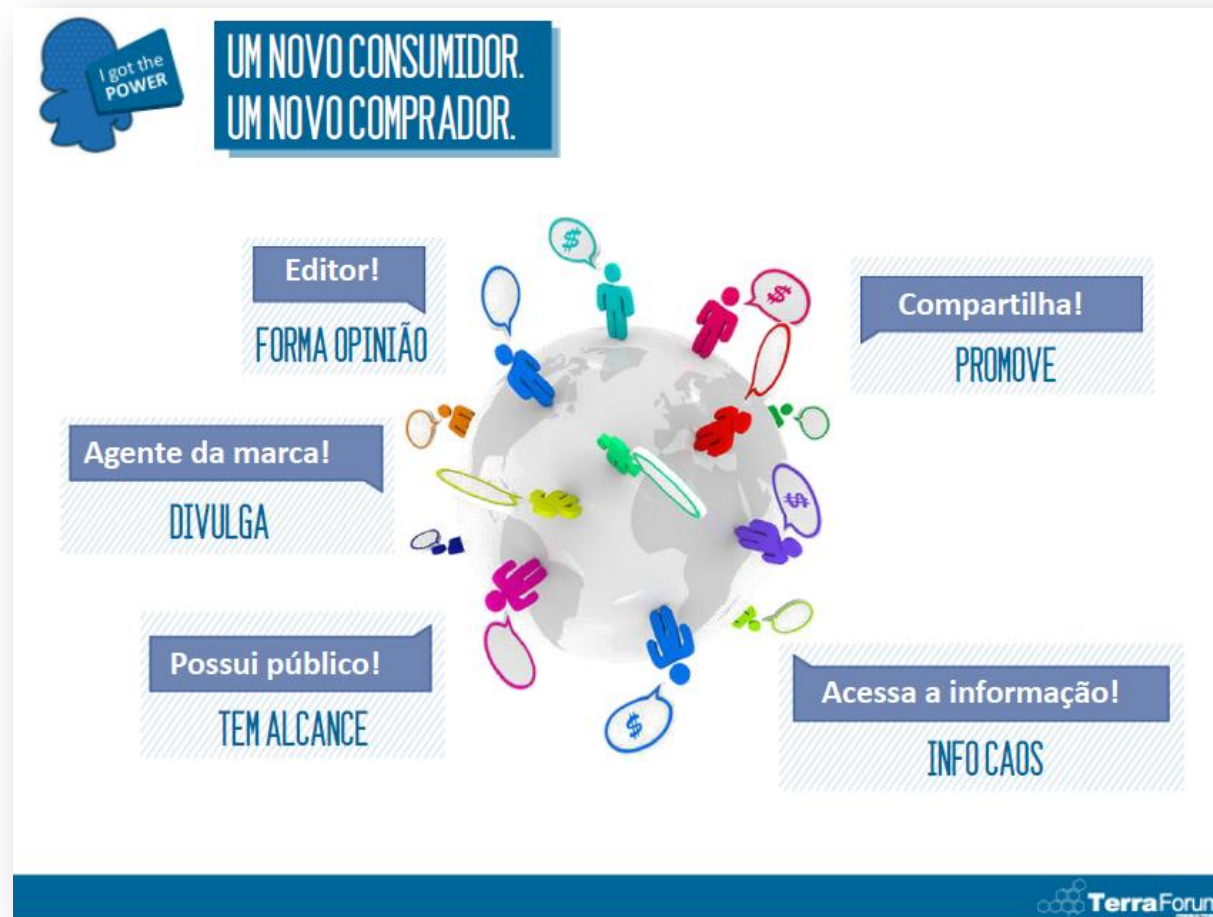 I got the
POWER
UM NOVO CONSUMIDOR.
UM NOVO COMPRADOR.
$
$
Editor!
FORMA OPINIÃO
Compartilha!
PROMOVE
Agente da marca!
DIVULGA
$
Possui público!
TEM ALCANCE
Acessa a informação!
INFO CAOS
$
TerraForum